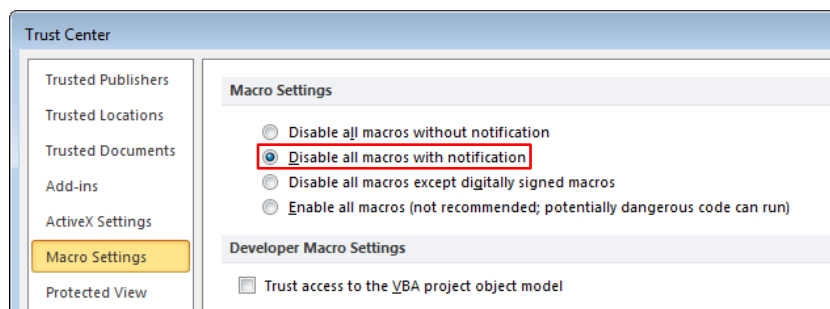 Trust Center
Trusted Publishers
Trusted Locations
Trusted Documents
Add-ins
ActiveX Settings
Macro Settings
Protected View
Macro Settings
Disable all macros without notification
Disable all macros with notification
Disable all macros except digitally signed macros
Enable all macros (not recommended; potentially dangerous code can run)
Developer Macro Settings
Trust access to the VBA project object model